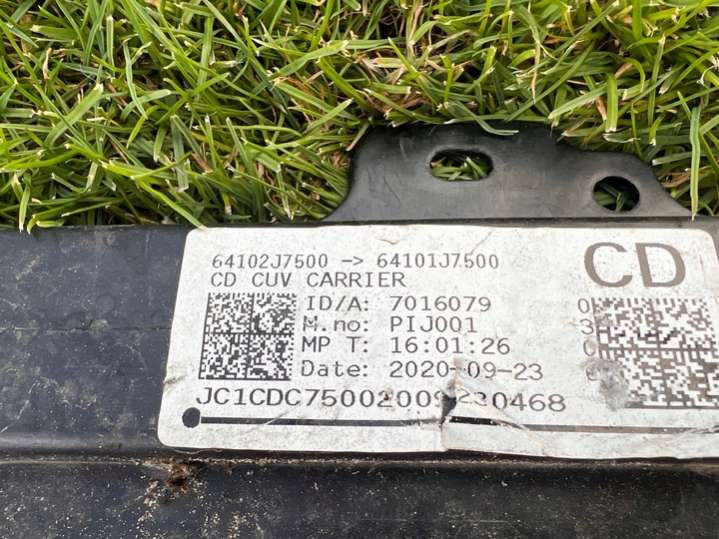 64102J7500 -> 64101J7500
CD
CD CUV CARRIER
ID/A: 7016079
M.no: PIJ001
MP T: 16:01:26
Date: 2020-09-23